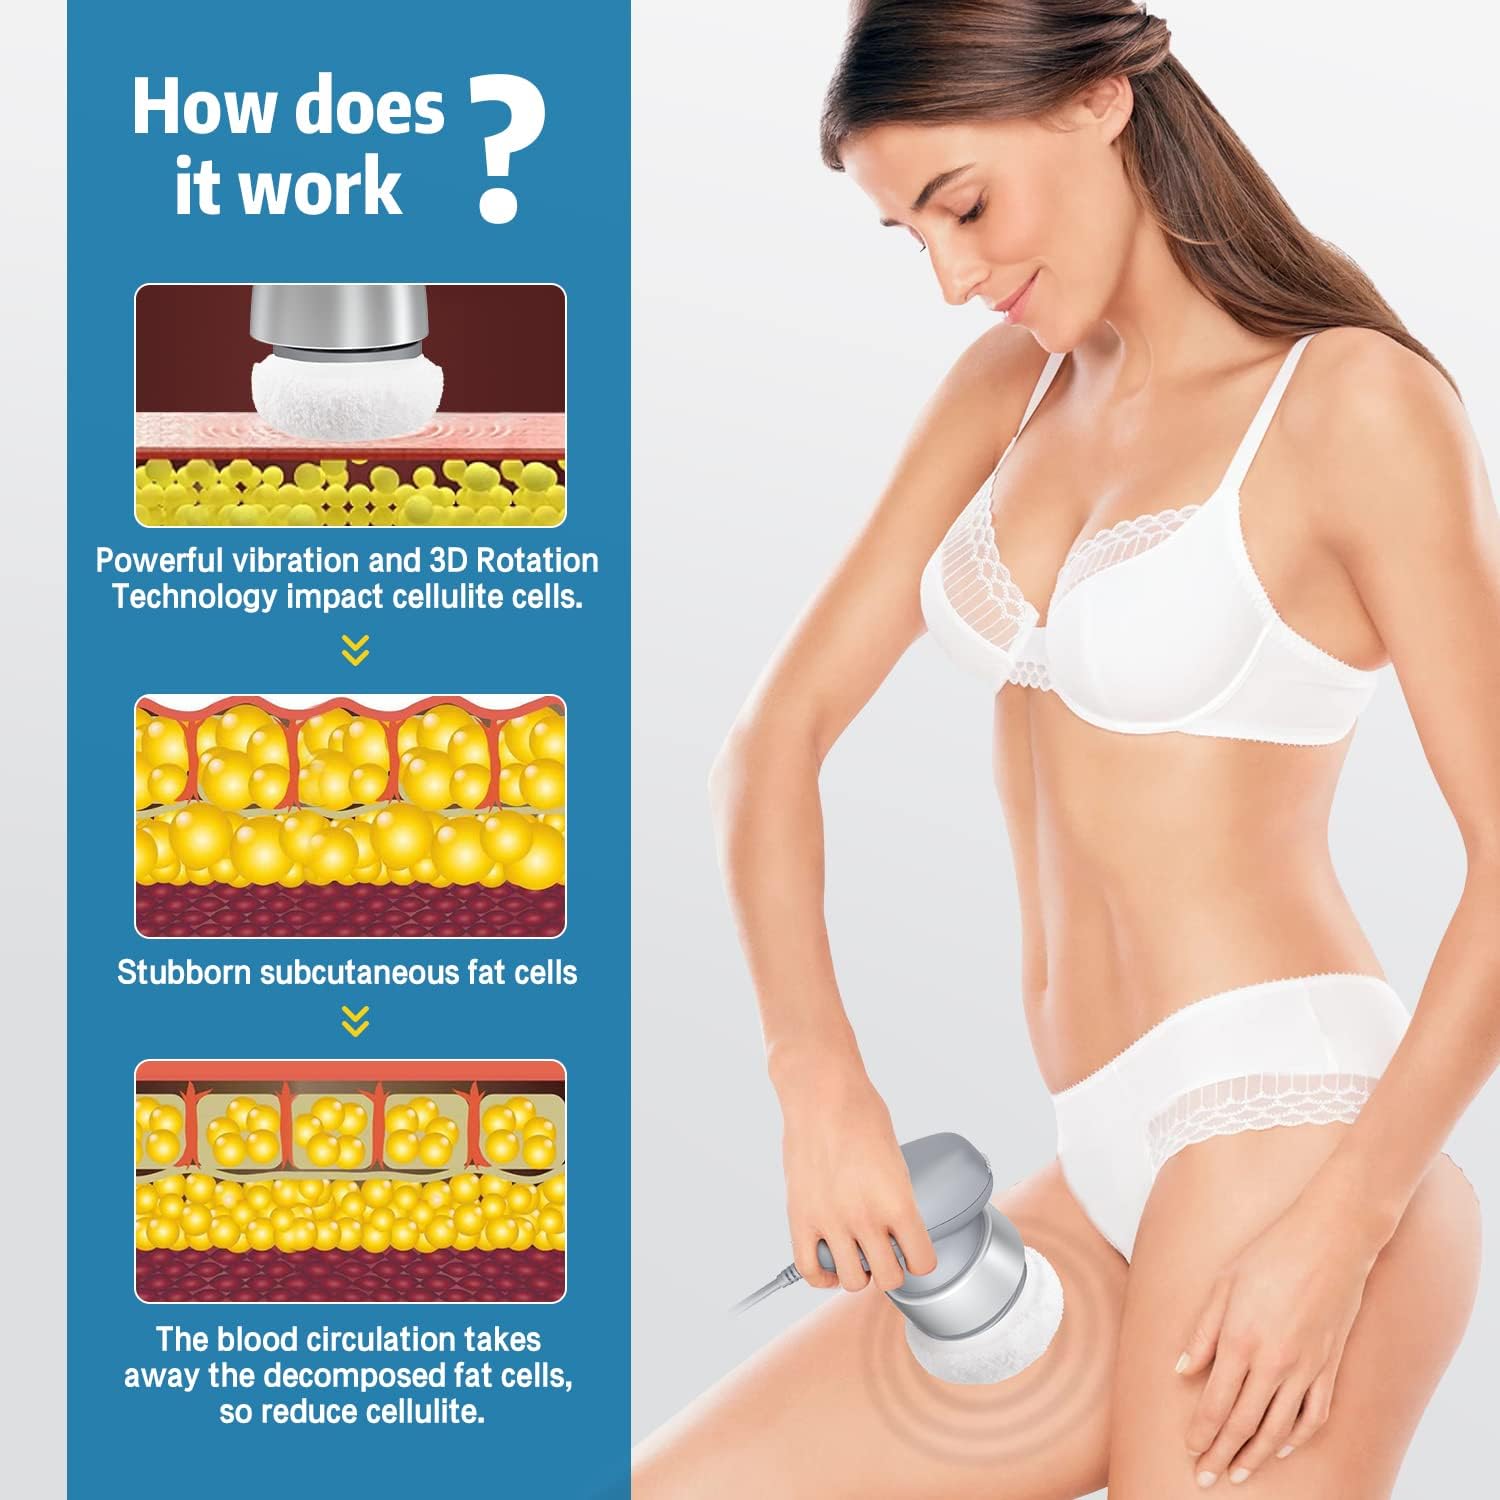 How does
it work ?
Powerful vibration and 3D Rotation
Technology impact cellulite cells.
Stubborn subcutaneous fat cells
The blood circulation takes
away the decomposed fat cells,
so reduce cellulite.